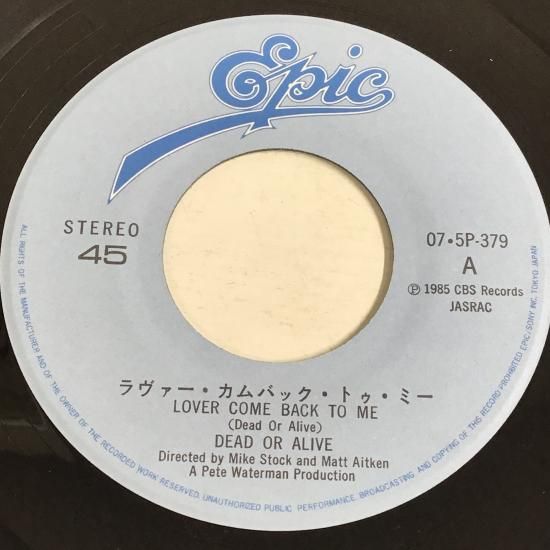 Epic
STEREO
45
07・5P-379
A
Ⓟ 1985 CBS Records
JASRAC
ラヴァー・カムバック・トゥ・ミー
LOVER COME BACK TO ME
(Dead Or Alive)
DEAD OR ALIVE
Directed by Mike Stock and Matt Aitken
A Pete Waterman Production
ALL RIGHTS OF THE MANUFACTURER AND OF THE OWNER OF THE RECORDED WORK RESERVED. UNAUTHORIZED PUBLIC PERFORMANCE, BROADCASTING AND COPYING OF THIS RECORD PROHIBITED EPIC/SONY INC. TOKYO JAPAN